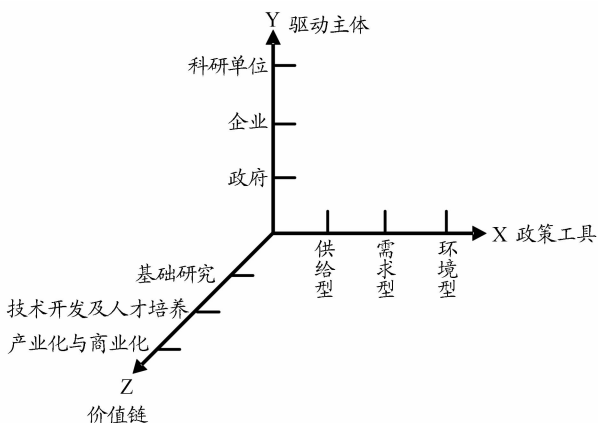 Y 驱动主体
科研单位
企业
政府
X 政策工具
供给型
需求型
环境型
基础研究
技术开发及人才培养
产业化与商业化
Z
价值链